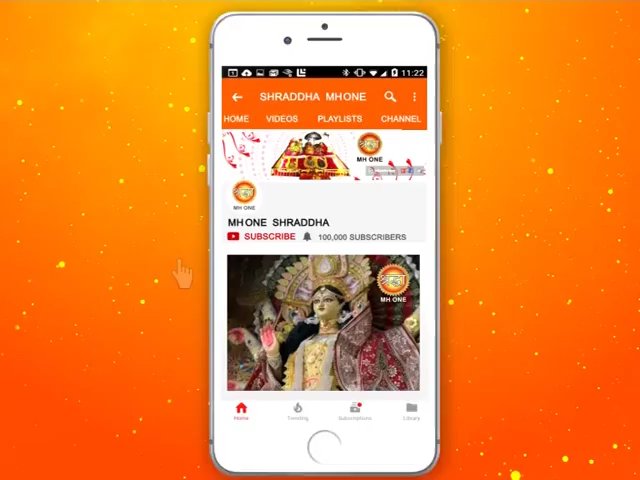 11:22
SHRADDHA MHONE
HOME VIDEOS PLAYLISTS CHANNEL
MH ONE
MH ONE
MHONE SHRADDHA
SUBSCRIBE 100,000 SUBSCRIBERS
श्रद्धा
MH ONE
Home Trending Subscriptions Library